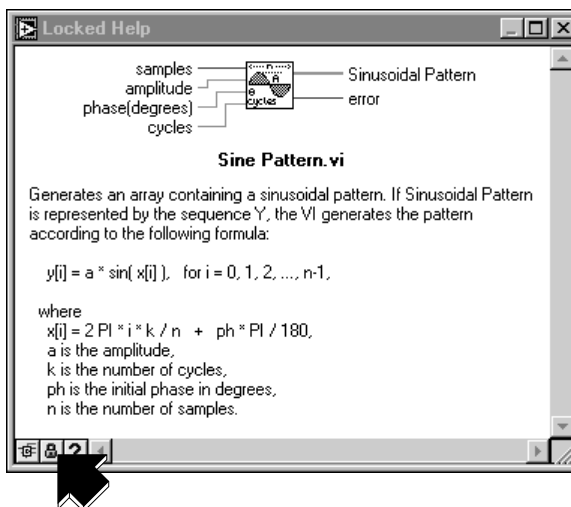 Locked Help
samples
amplitude
phase(degrees)
cycles
n
A
θ
cycles
Sinusoidal Pattern
error
Sine Pattern.vi
Generates an array containing a sinusoidal pattern. If Sinusoidal Pattern
is represented by the sequence Y, the VI generates the pattern
according to the following formula:
y[i] = a * sin( x[i] ), for i = 0, 1, 2, ..., n-1,
where
x[i] = 2 PI * i * k / n + ph * PI / 180,
a is the amplitude,
k is the number of cycles,
ph is the initial phase in degrees,
n is the number of samples.
?